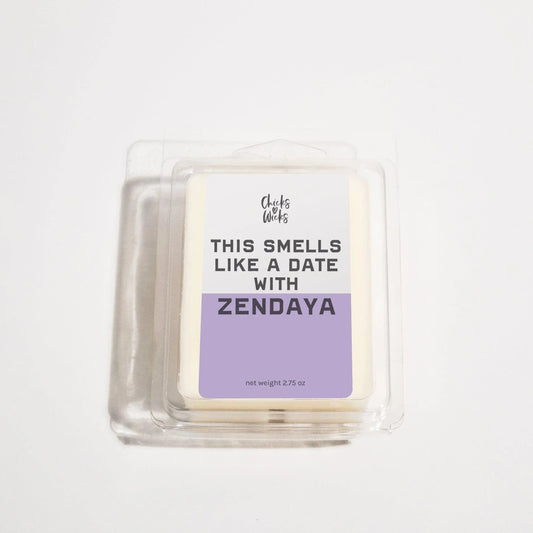 Chicks
Wicks
THIS SMELLS
LIKE A DATE
WITH
ZENDAYA
net weight 2.75 oz